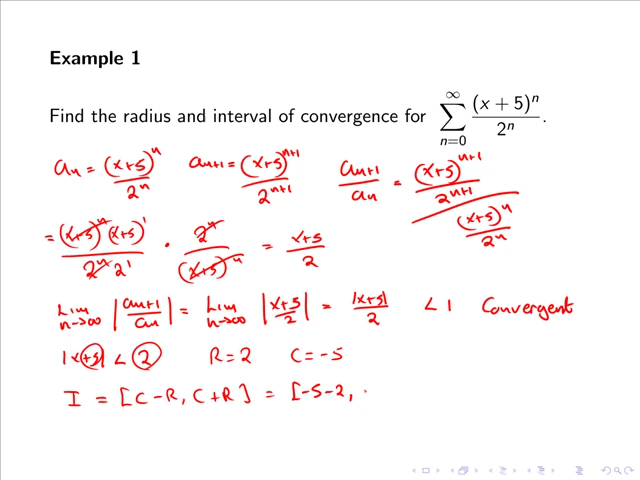 Example 1
Find the radius and interval of convergence for ∑_{n=0}^{∞} (x + 5)^n / 2^n .
a_n = (x+5)^n / 2^n   a_{n+1} = (x+5)^{n+1} / 2^{n+1}   a_{n+1} / a_n = ((x+5)^{n+1} / 2^{n+1}) / ((x+5)^n / 2^n)
= (x+5)^n (x+5)^1 / 2^n 2^1 • 2^n / (x+5)^n = x+5 / 2
Lim n→∞ |a_{n+1} / a_n| = Lim n→∞ |x+5 / 2| = |x+5| / 2 < 1 Convergent
|x+5| < 2   R = 2   C = -5
I = [C-R, C+R] = [-5-2,